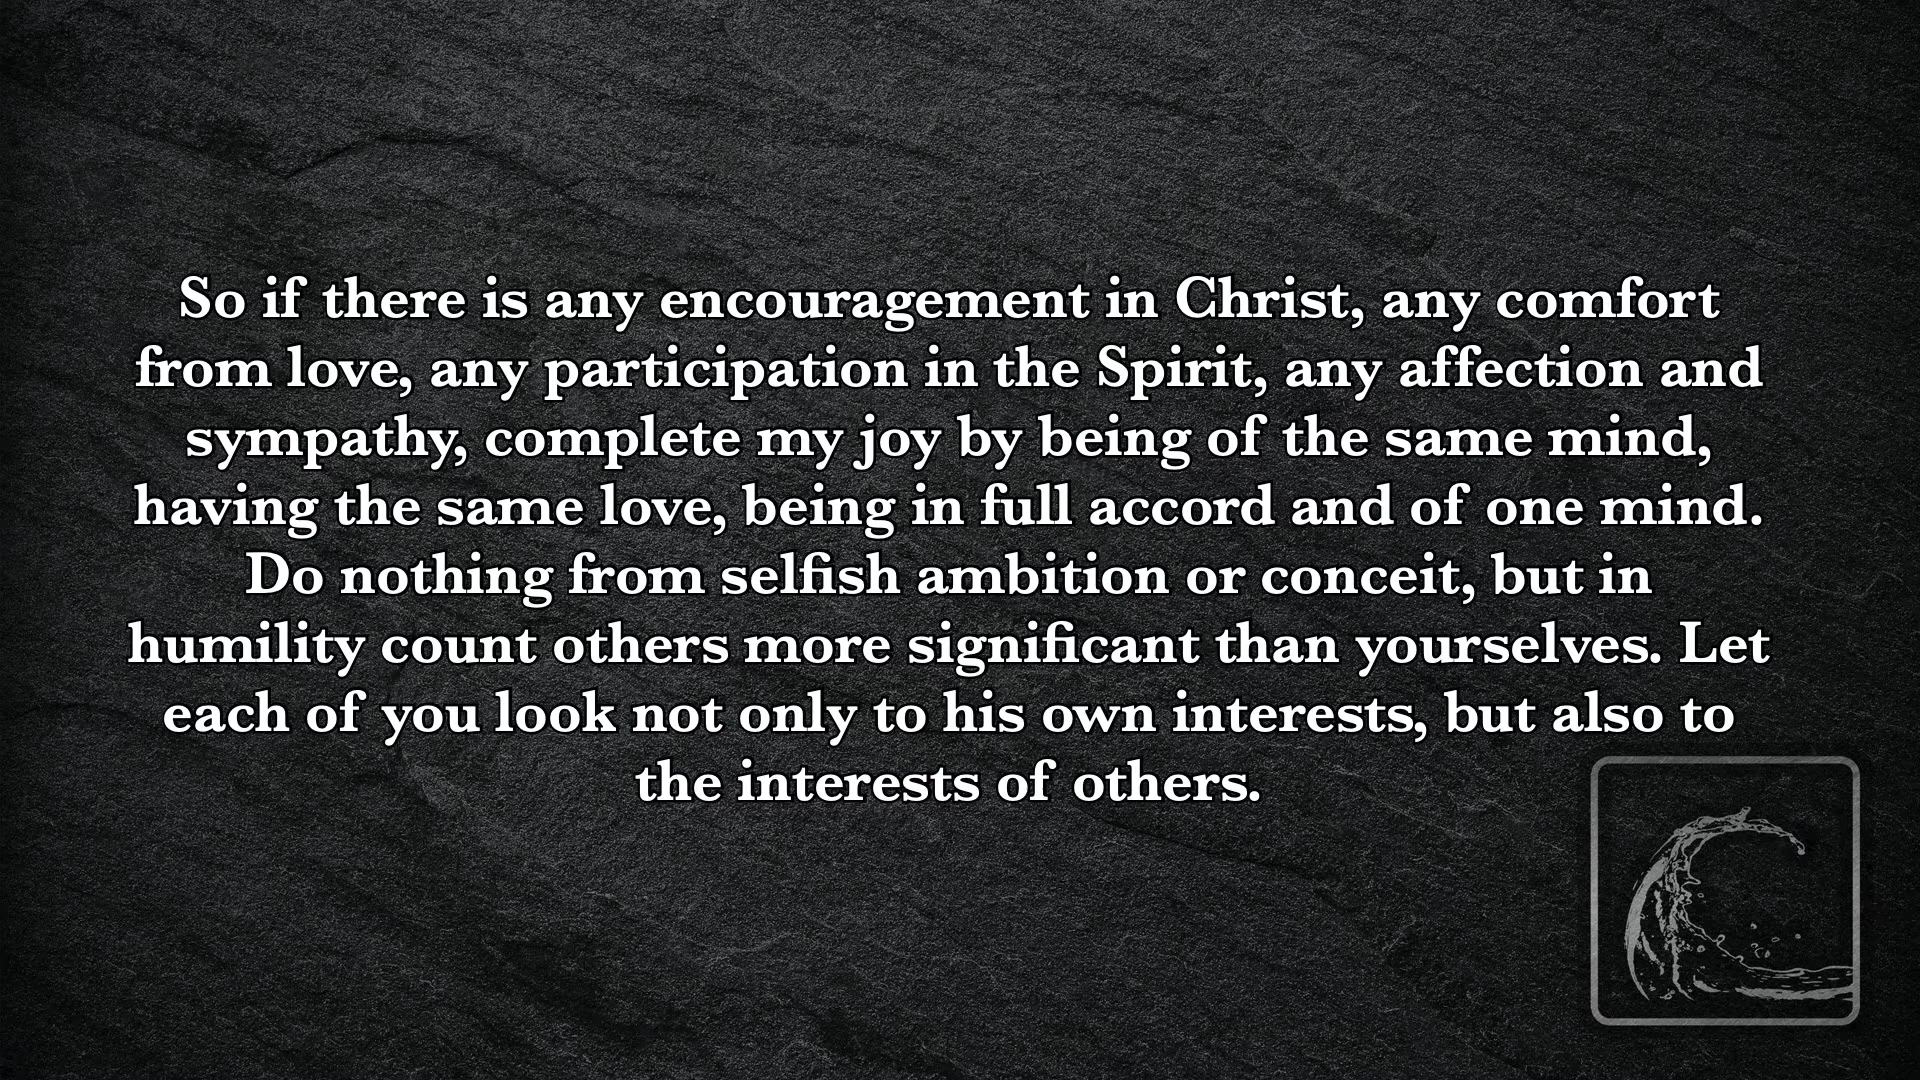 So if there is any encouragement in Christ, any comfort
from love, any participation in the Spirit, any affection and
sympathy, complete my joy by being of the same mind,
having the same love, being in full accord and of one mind.
Do nothing from selfish ambition or conceit, but in
humility count others more significant than yourselves. Let
each of you look not only to his own interests, but also to
the interests of others.